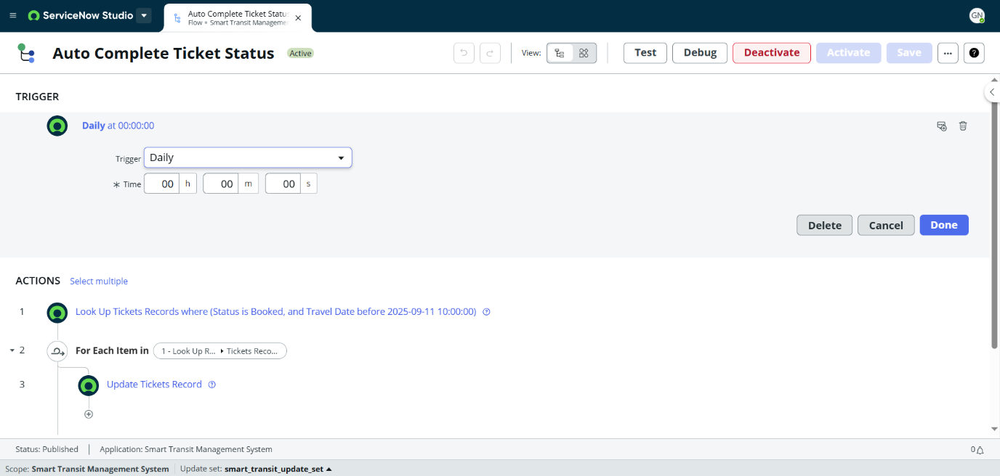 ServiceNow Studio
Auto Complete Ticket Statu
Flow • Smart Transit Manageme
GN
Auto Complete Ticket Status
Active
View:
Test
Debug
Deactivate
Activate
Save
TRIGGER
Daily at 00:00:00
Trigger
Daily
* Time 00 h 00 m 00 s
Delete
Cancel
Done
ACTIONS Select multiple
1 Look Up Tickets Records where (Status is Booked, and Travel Date before 2025-09-11 10:00:00)
2 For Each Item in 1 - Look Up R... ▸ Tickets Reco...
3 Update Tickets Record
Status: Published | Application: Smart Transit Management System
0
Scope: Smart Transit Management System Update set: smart_transit_update_set